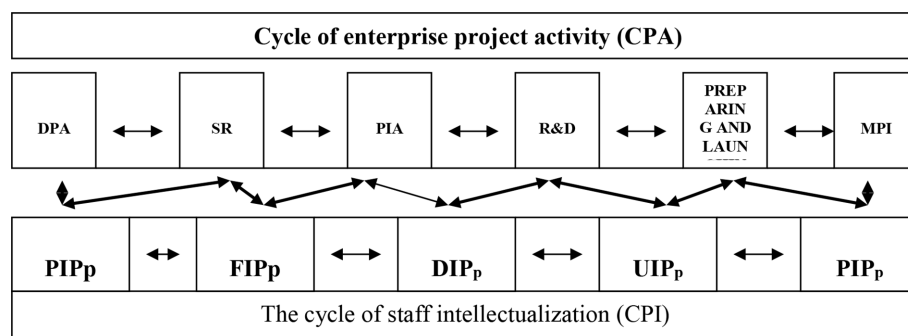 Cycle of enterprise project activity (CPA)
DPA
SR
PIA
R&D
PREP
ARIN
G AND
LAUN
MPI
PIPp
FIPp
DIPp
UIPp
PIPp
The cycle of staff intellectualization (CPI)